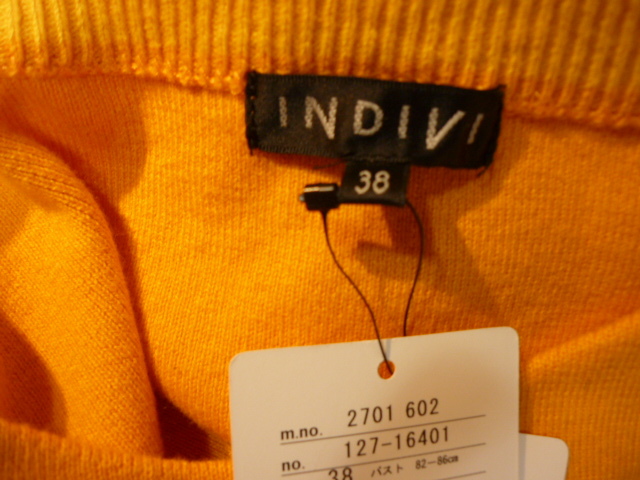 INDIVI
38
m.no. 2701 602
no. 127-16401
38 バスト 82-86cm